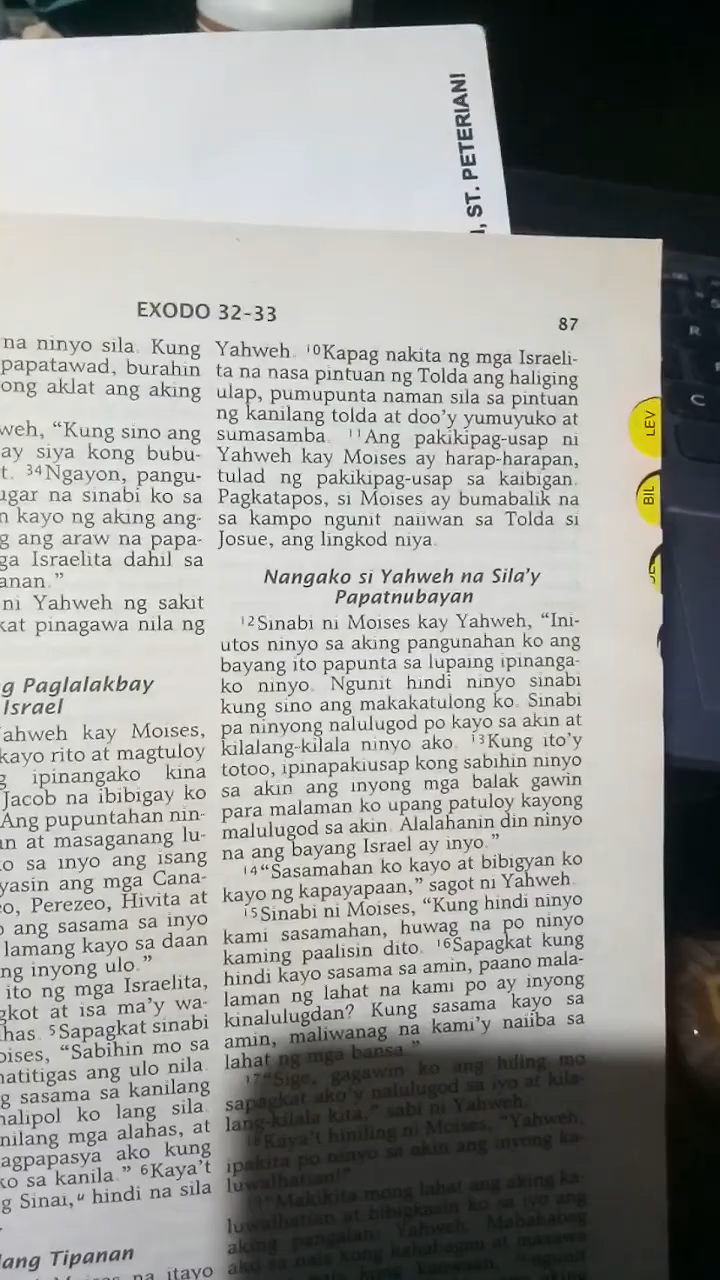 , ST. PETERIANI
EXODO 32-33
87
na ninyo sila. Kung
papatawad, burahin
ong aklat ang aking
weh, “Kung sino ang
ay siya kong bubu-
t. 34Ngayon, pangu-
ugar na sinabi ko sa
n kayo ng aking ang-
g ang araw na papa-
ga Israelita dahil sa
anan.”
ni Yahweh ng sakit
kat pinagawa nila ng
g Paglalakbay
Israel
ahweh kay Moises,
kayo rito at magtuloy
g ipinangako kina
Jacob na ibibigay ko
Ang pupuntahan nin-
an at masaganang lu-
ko sa inyo ang isang
yasin ang mga Cana-
eo, Perezeo, Hivita at
o ang sasama sa inyo
lamang kayo sa daan
ng inyong ulo.”
ito ng mga Israelita,
gkot at isa ma’y wa-
has. 5Sapagkat sinabi
oises, “Sabihin mo sa
matitigas ang ulo nila.
g sasama sa kanilang
malipol ko lang sila.
nilang mga alahas, at
agpapasya ako kung
ko sa kanila.” 6Kaya’t
g Sinai,u hindi na sila
lang Tipanan
na itayo
Yahweh. 10Kapag nakita ng mga Israeli-
ta na nasa pintuan ng Tolda ang haliging
ulap, pumupunta naman sila sa pintuan
ng kanilang tolda at doo’y yumuyuko at
sumasamba. 11Ang pakikipag-usap ni
Yahweh kay Moises ay harap-harapan,
tulad ng pakikipag-usap sa kaibigan.
Pagkatapos, si Moises ay bumabalik na
sa kampo ngunit naiiwan sa Tolda si
Josue, ang lingkod niya.
Nangako si Yahweh na Sila’y
Papatnubayan
12Sinabi ni Moises kay Yahweh, “Ini-
utos ninyo sa aking pangunahan ko ang
bayang ito papunta sa lupaing ipinanga-
ko ninyo. Ngunit hindi ninyo sinabi
kung sino ang makakatulong ko. Sinabi
pa ninyong nalulugod po kayo sa akin at
kilalang-kilala ninyo ako. 13Kung ito’y
totoo, ipinapakiusap kong sabihin ninyo
sa akin ang inyong mga balak gawin
para malaman ko upang patuloy kayong
malulugod sa akin. Alalahanin din ninyo
na ang bayang Israel ay inyo.”
14“Sasamahan ko kayo at bibigyan ko
kayo ng kapayapaan,” sagot ni Yahweh.
15Sinabi ni Moises, “Kung hindi ninyo
kami sasamahan, huwag na po ninyo
kaming paalisin dito. 16Sapagkat kung
hindi kayo sasama sa amin, paano mala-
laman ng lahat na kami po ay inyong
kinalulugdan? Kung sasama kayo sa
amin, maliwanag na kami’y naiiba sa
lahat ng mga bansa.”
17“Sige, gagawin ko ang hiling mo
sapagkat ako’y nalulugod sa iyo at kila-
lang-kilala kita,” sabi ni Yahweh.
18Kaya’t hiniling ni Moises, “Yahweh,
ipakita po ninyo sa akin ang inyong ka-
luwalhatian!”
19“Makikita mong lahat ang aking ka-
luwalhatian at bibigkasin ko sa iyo ang
aking pangalan: Yahweh. Mahahabag
LEV
BIL
R
C